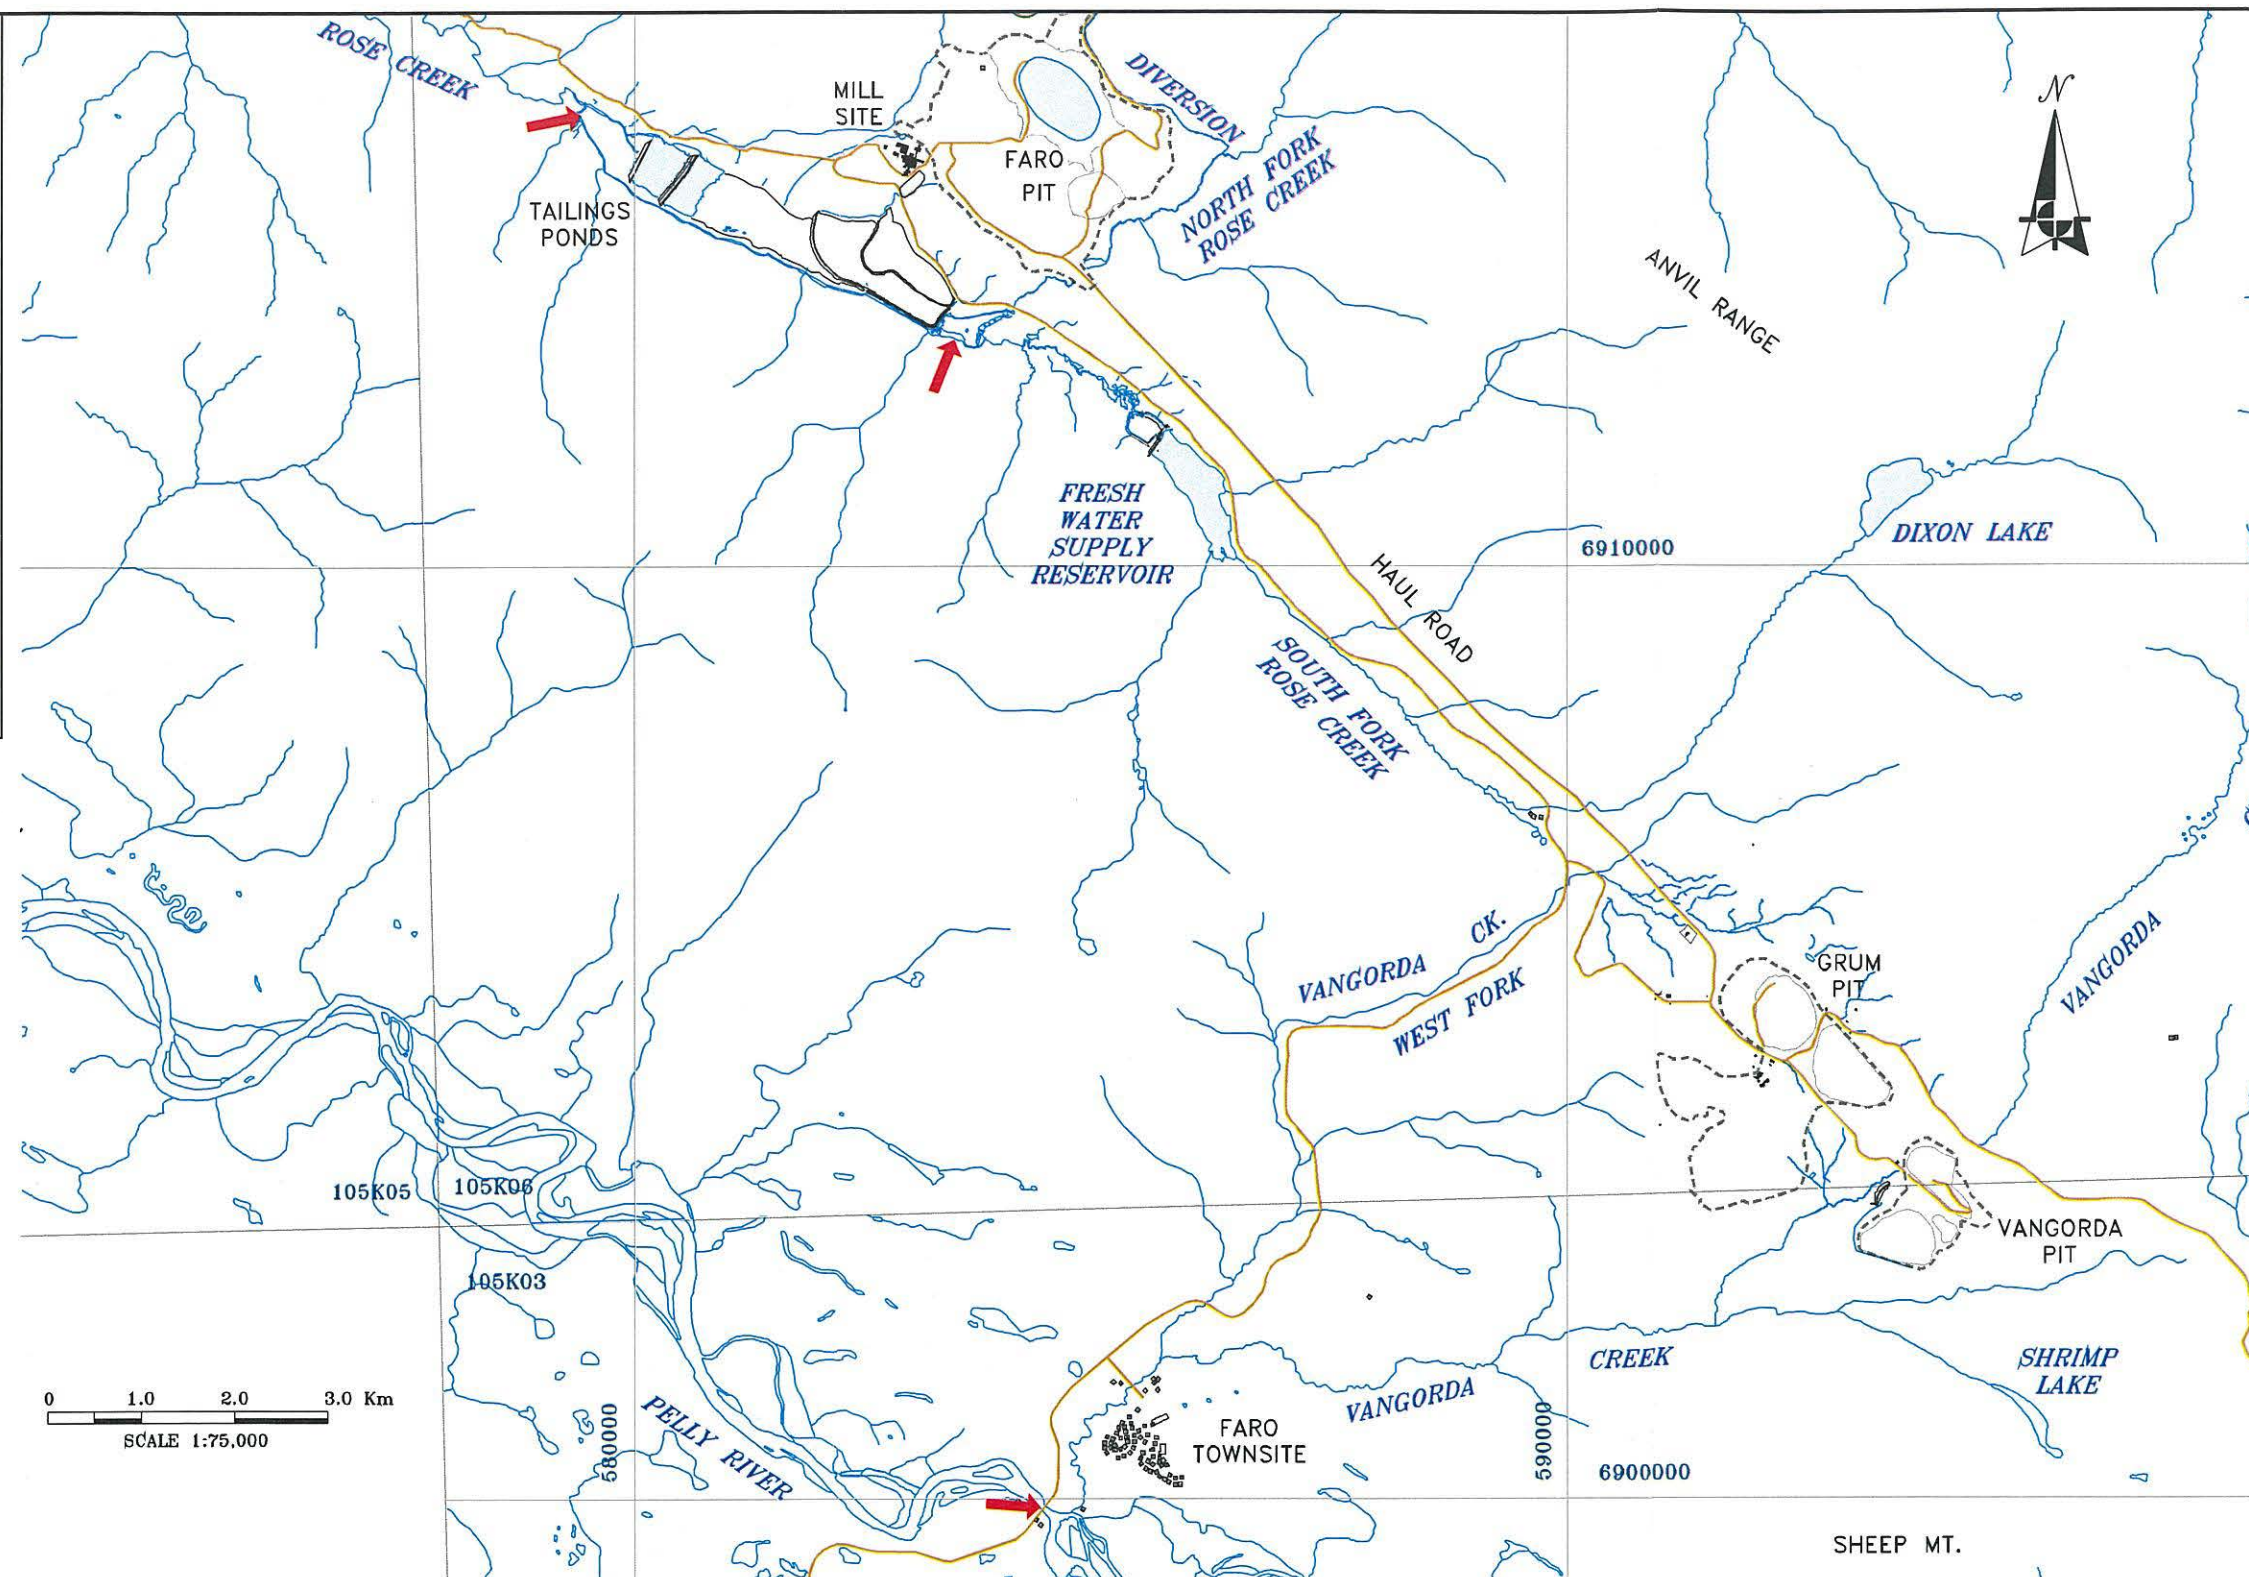 ROSE CREEK
MILL
SITE
DIVERSION
N
FARO
PIT
NORTH FORK
ROSE CREEK
TAILINGS
PONDS
ANVIL RANGE
FRESH
WATER
SUPPLY
RESERVOIR
DIXON LAKE
6910000
HAUL ROAD
SOUTH FORK
ROSE CREEK
VANGORDA CK.
WEST FORK
GRUM
PIT
VANGORDA
105K05
105K06
105K03
VANGORDA
PIT
CREEK
SHRIMP
LAKE
VANGORDA
0 1.0 2.0 3.0 Km
SCALE 1:75,000
580000
PELLY RIVER
FARO
TOWNSITE
590000
6900000
SHEEP MT.